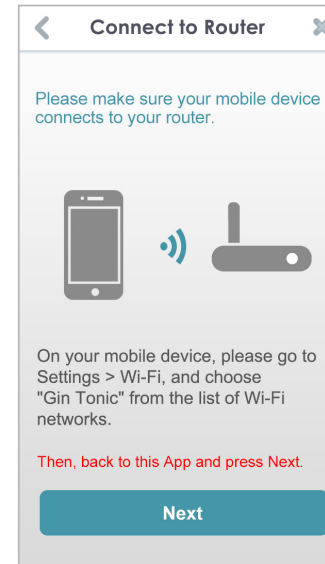 Connect to Router
Please make sure your mobile device
connects to your router.
On your mobile device, please go to
Settings > Wi-Fi, and choose
"Gin Tonic" from the list of Wi-Fi
networks.
Then, back to this App and press Next.
Next